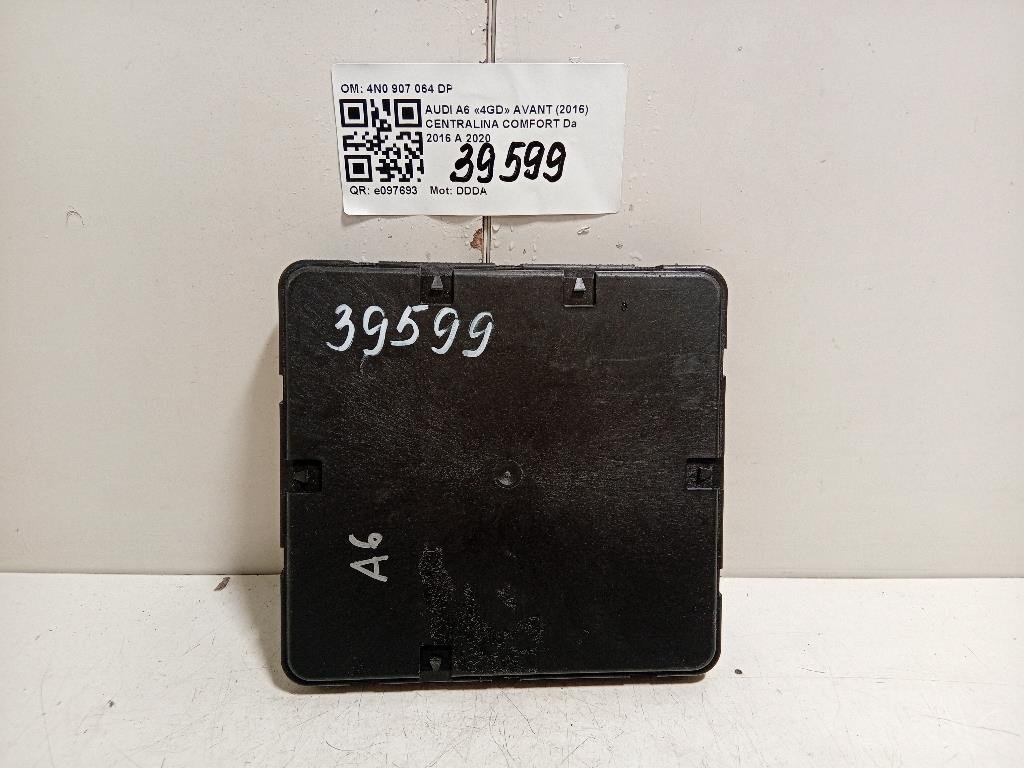 OM: 4N0 907 064 DP
AUDI A6 «4GD» AVANT (2016)
CENTRALINA COMFORT Da
2016 A 2020
39599
QR: e097693 Mot: DDDA
39599
A6